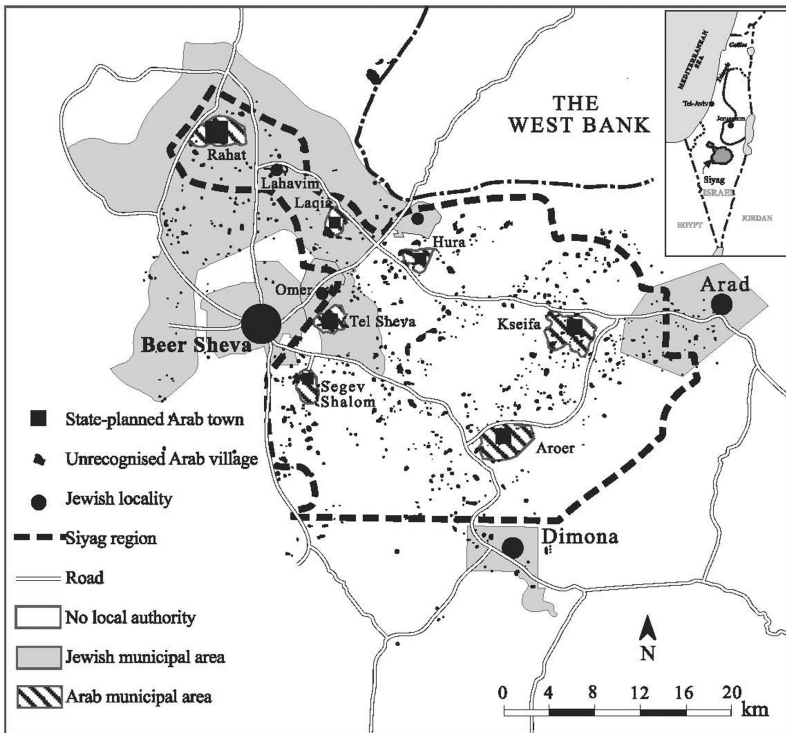 THE
WEST BANK
Rahat
Lahavim
Laqia
Hura
Omer
Beer Sheva
Tel Sheva
Kseifa
Arad
Segev
Shalom
Aroer
Dimona
State-planned Arab town
Unrecognised Arab village
Jewish locality
Siyag region
Road
No local authority
Jewish municipal area
Arab municipal area
N
0 4 8 12 16 20
km
MEDITERRANEAN
SEA
Galilee
Tel-Aviv
Jerusalem
Siyag
ISRAEL
EGYPT
JORDAN